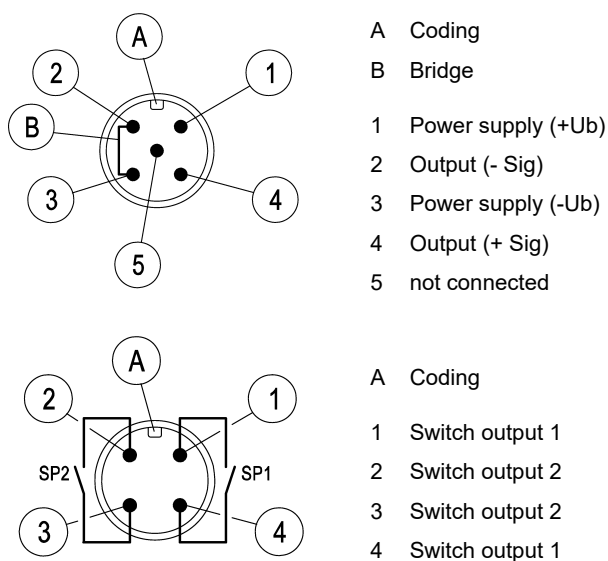 A
2
1
B
3
4
5
A Coding
B Bridge
1 Power supply (+Ub)
2 Output (- Sig)
3 Power supply (-Ub)
4 Output (+ Sig)
5 not connected
A
2
1
SP2
SP1
3
4
A Coding
1 Switch output 1
2 Switch output 2
3 Switch output 2
4 Switch output 1